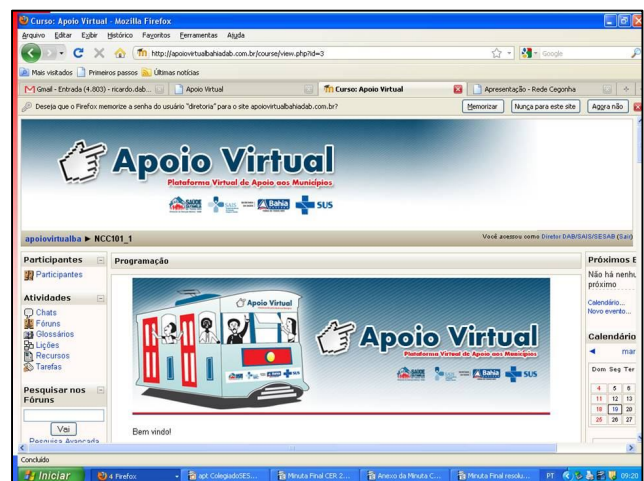 Curso: Apoio Virtual - Mozilla Firefox
Arquivo Editar Exibir Histórico Favoritos Ferramentas Ajuda
http://apoiovirtualbahiadab.com.br/course/view.php?id=3
Google
Mais visitados Primeiros passos Últimas notícias
Gmail - Entrada (4.803) - ricardo.dab...
Apoio Virtual
Curso: Apoio Virtual
Apresentação - Rede Cegonha
Deseja que o Firefox memorize a senha do usuário "diretoria" para o site apoiovirtualbahiadab.com.br?
Memorizar
Nunca para este site
Agora não
Apoio Virtual
Plataforma Virtual de Apoio aos Municípios
SAÚDE
SAIS
Bahia
SUS
apoiovirtualba ► NCC101_1
Você acessou como Diretor DAB/SAIS/SESAB (Sair)
Participantes
Participantes
Atividades
Chats
Fóruns
Glossários
Lições
Recursos
Tarefas
Pesquisar nos
Fóruns
Vai
Pesquisa Avançada
Programação
Apoio Virtual
Apoio Virtual
Plataforma Virtual de Apoio aos Municípios
Bahia
SUS
Bem vindo!
Próximos E
Não há nenhu
próximo
Calendário...
Novo evento...
Calendário
mar
Dom Seg Ter
4 5 6
11 12 13
18 19 20
25 26 27
Concluído
Iniciar
4 Firefox
apt ColegiadoSES...
Minuta Final CER 2...
Anexo da Minuta C...
Minuta Final resolu...
PT
09:20